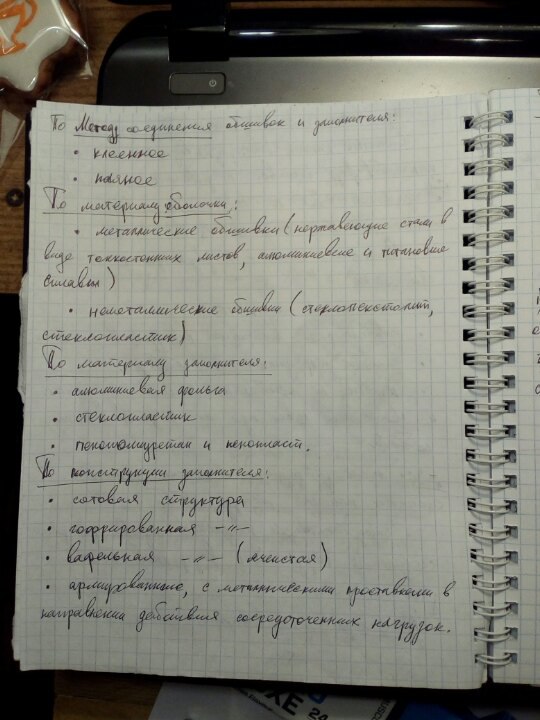 По Методу соединения обшивок и заполнителя:
• клеенное
• паяное
По материалу оболочки:
• металлические обшивки (нержавеющие стали в
виде тонкостенных листов, алюминиевые и титановые
сплавы)
• неметаллические обшивки (стеклотекстолит,
стеклопластик)
По материалу заполнителя:
• алюминиевая фольга
• стеклопластик
• пенополиуретан и пенопласт.
По конструкции заполнителя:
• сотовая структура
• гофрированная -"-
• вафельная -"- (ячеистая)
• армированные, с металлическими проставками в
направлении действия сосредоточенных нагрузок.